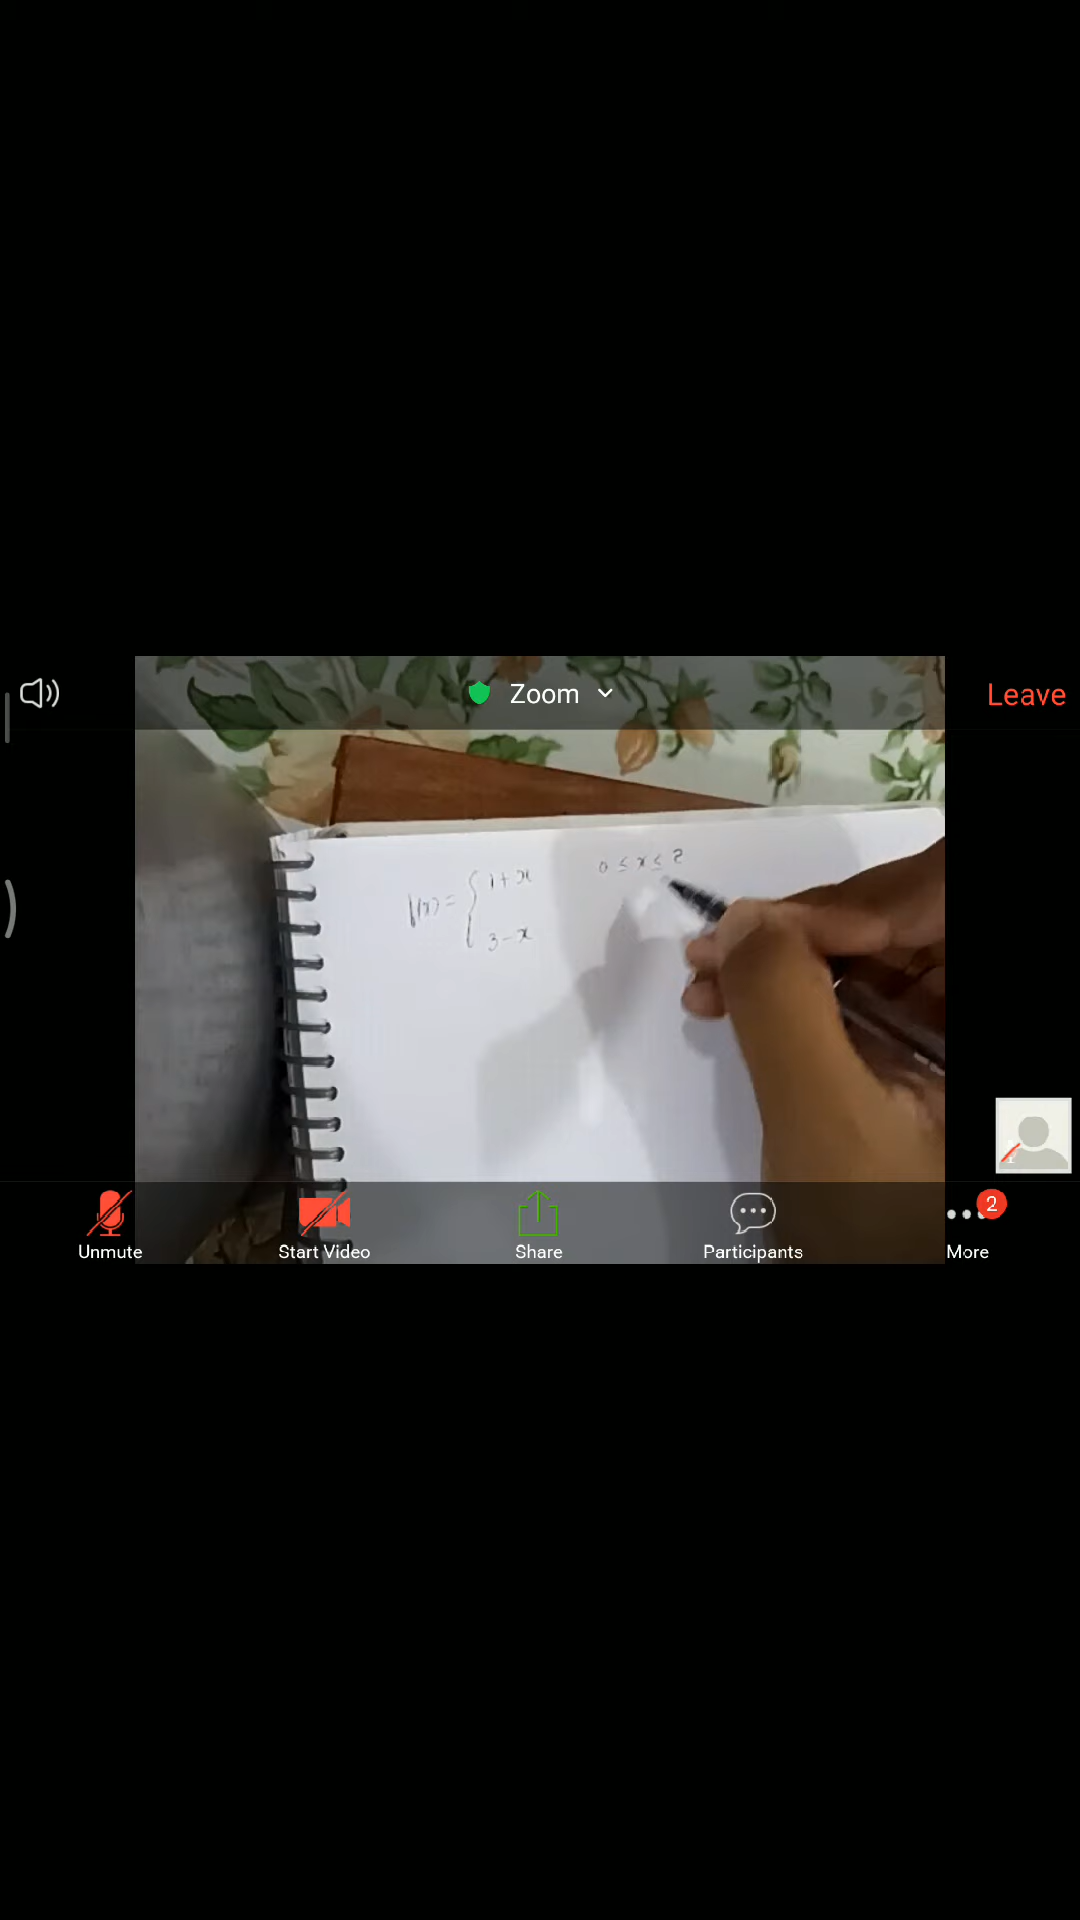 Zoom
Leave
f(x) = { 1 + x 0 ≤ x ≤ 2
3 - x
2
Unmute Start Video Share Participants More